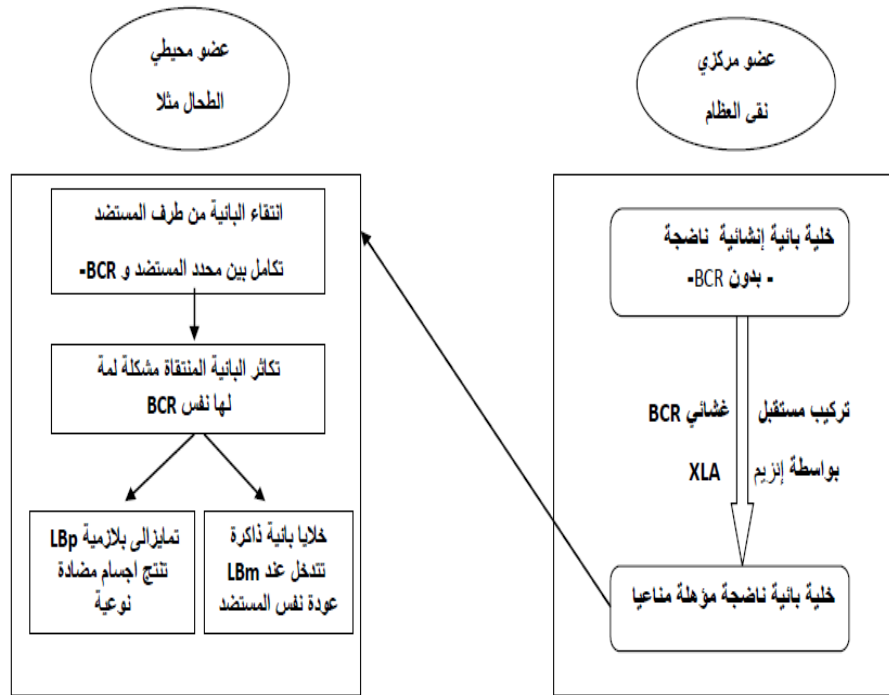 عضو مركزي
نقى العظام
خلية بائية إنشائية ناضجة
- بدون BCR-
تركيب مستقبل غشائي BCR
بواسطة إنزيم XLA
خلية بائية ناضجة مؤهلة مناعيا
عضو محيطي
الطحال مثلا
انتقاء البائية من طرف المستضد
تكامل بين محدد المستضد و BCR-
تكاثر البائية المنتقاة مشكلة لمة
لها نفس BCR
خلايا بائية ذاكرة
LBm تتدخل عند
عودة نفس المستضد
تمايزالى بلازمية LBp
تنتج اجسام مضادة
نوعية